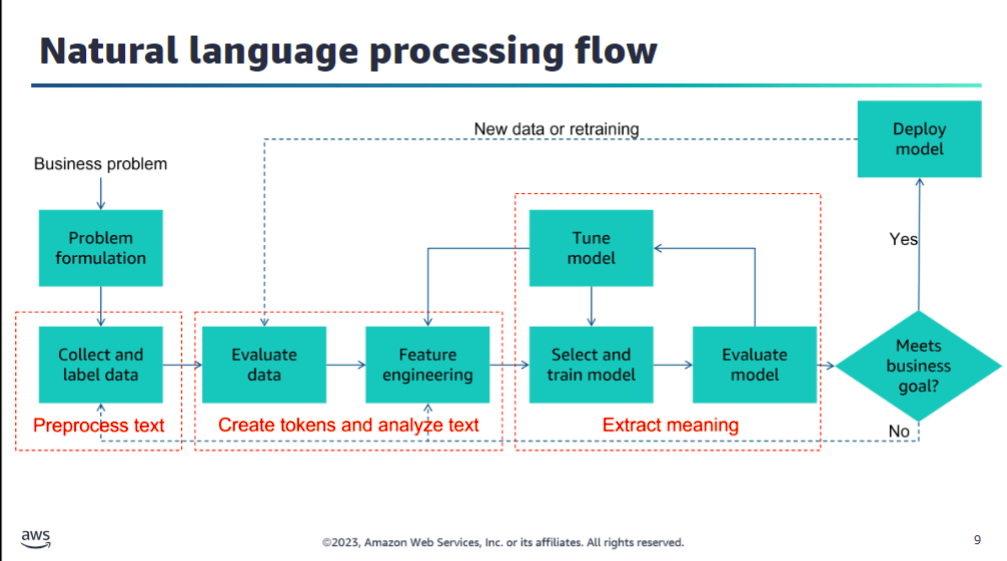 Natural language processing flow
New data or retraining
Deploy
model
Business problem
Problem
formulation
Tune
model
Yes
Collect and
label data
Evaluate
data
Feature
engineering
Select and
train model
Evaluate
model
Meets
business
goal?
Preprocess text
Create tokens and analyze text
Extract meaning
No
aws
©2023, Amazon Web Services, Inc. or its affiliates. All rights reserved.
9